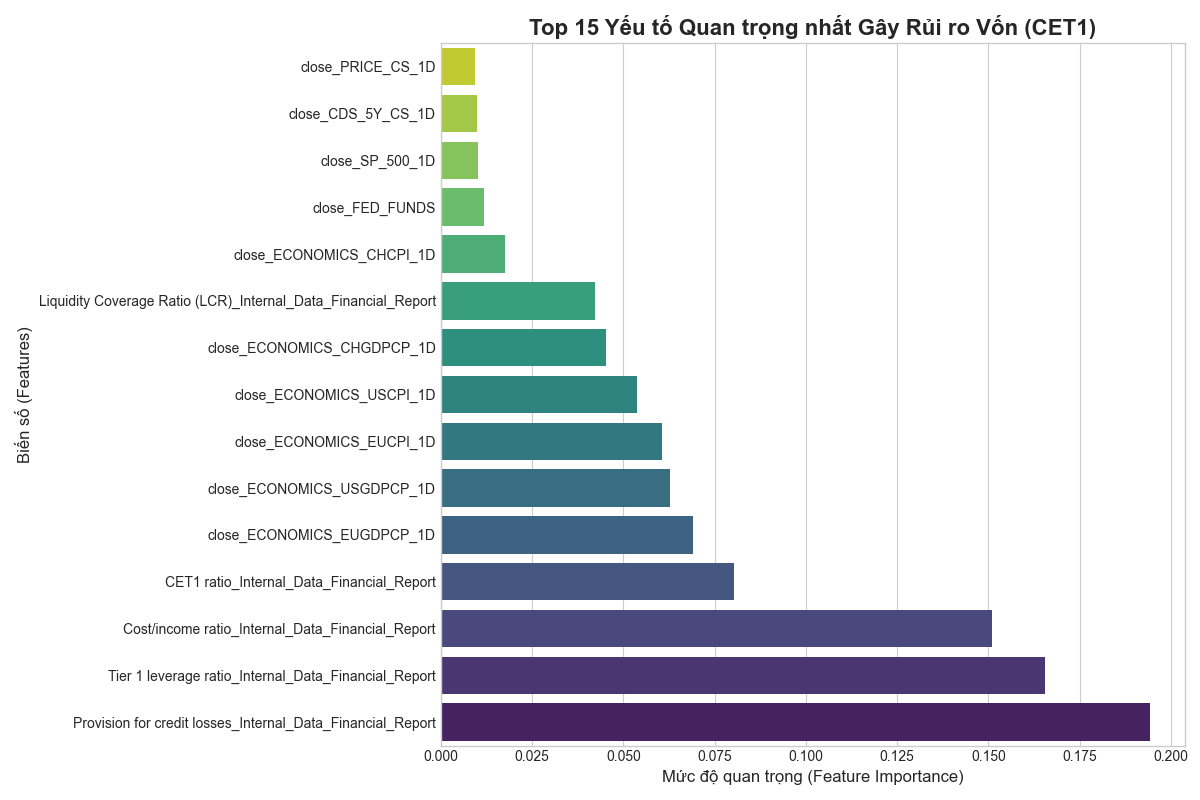 Top 15 Yếu tố Quan trọng nhất Gây Rủi ro Vốn (CET1)
close_PRICE_CS_1D
close_CDS_5Y_CS_1D
close_SP_500_1D
close_FED_FUNDS
close_ECONOMICS_CHCPI_1D
Liquidity Coverage Ratio (LCR)_Internal_Data_Financial_Report
close_ECONOMICS_CHGDPCP_1D
close_ECONOMICS_USCPI_1D
close_ECONOMICS_EUCPI_1D
close_ECONOMICS_USGDPCP_1D
close_ECONOMICS_EUGDPCP_1D
CET1 ratio_Internal_Data_Financial_Report
Cost/income ratio_Internal_Data_Financial_Report
Tier 1 leverage ratio_Internal_Data_Financial_Report
Provision for credit losses_Internal_Data_Financial_Report
Biến số (Features)
0.000 0.025 0.050 0.075 0.100 0.125 0.150 0.175 0.200
Mức độ quan trọng (Feature Importance)